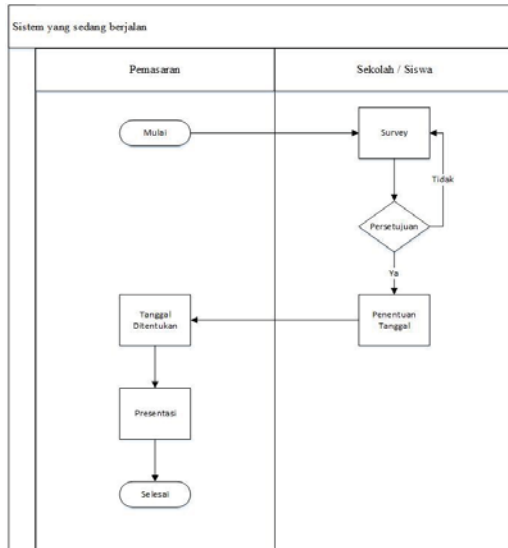 Sistem yang sedang berjalan
Pemasaran
Sekolah / Siswa
Mulai
Survey
Tidak
Persetujuan
Ya
Tanggal
Ditentukan
Penentuan
Tanggal
Presentasi
Selesai